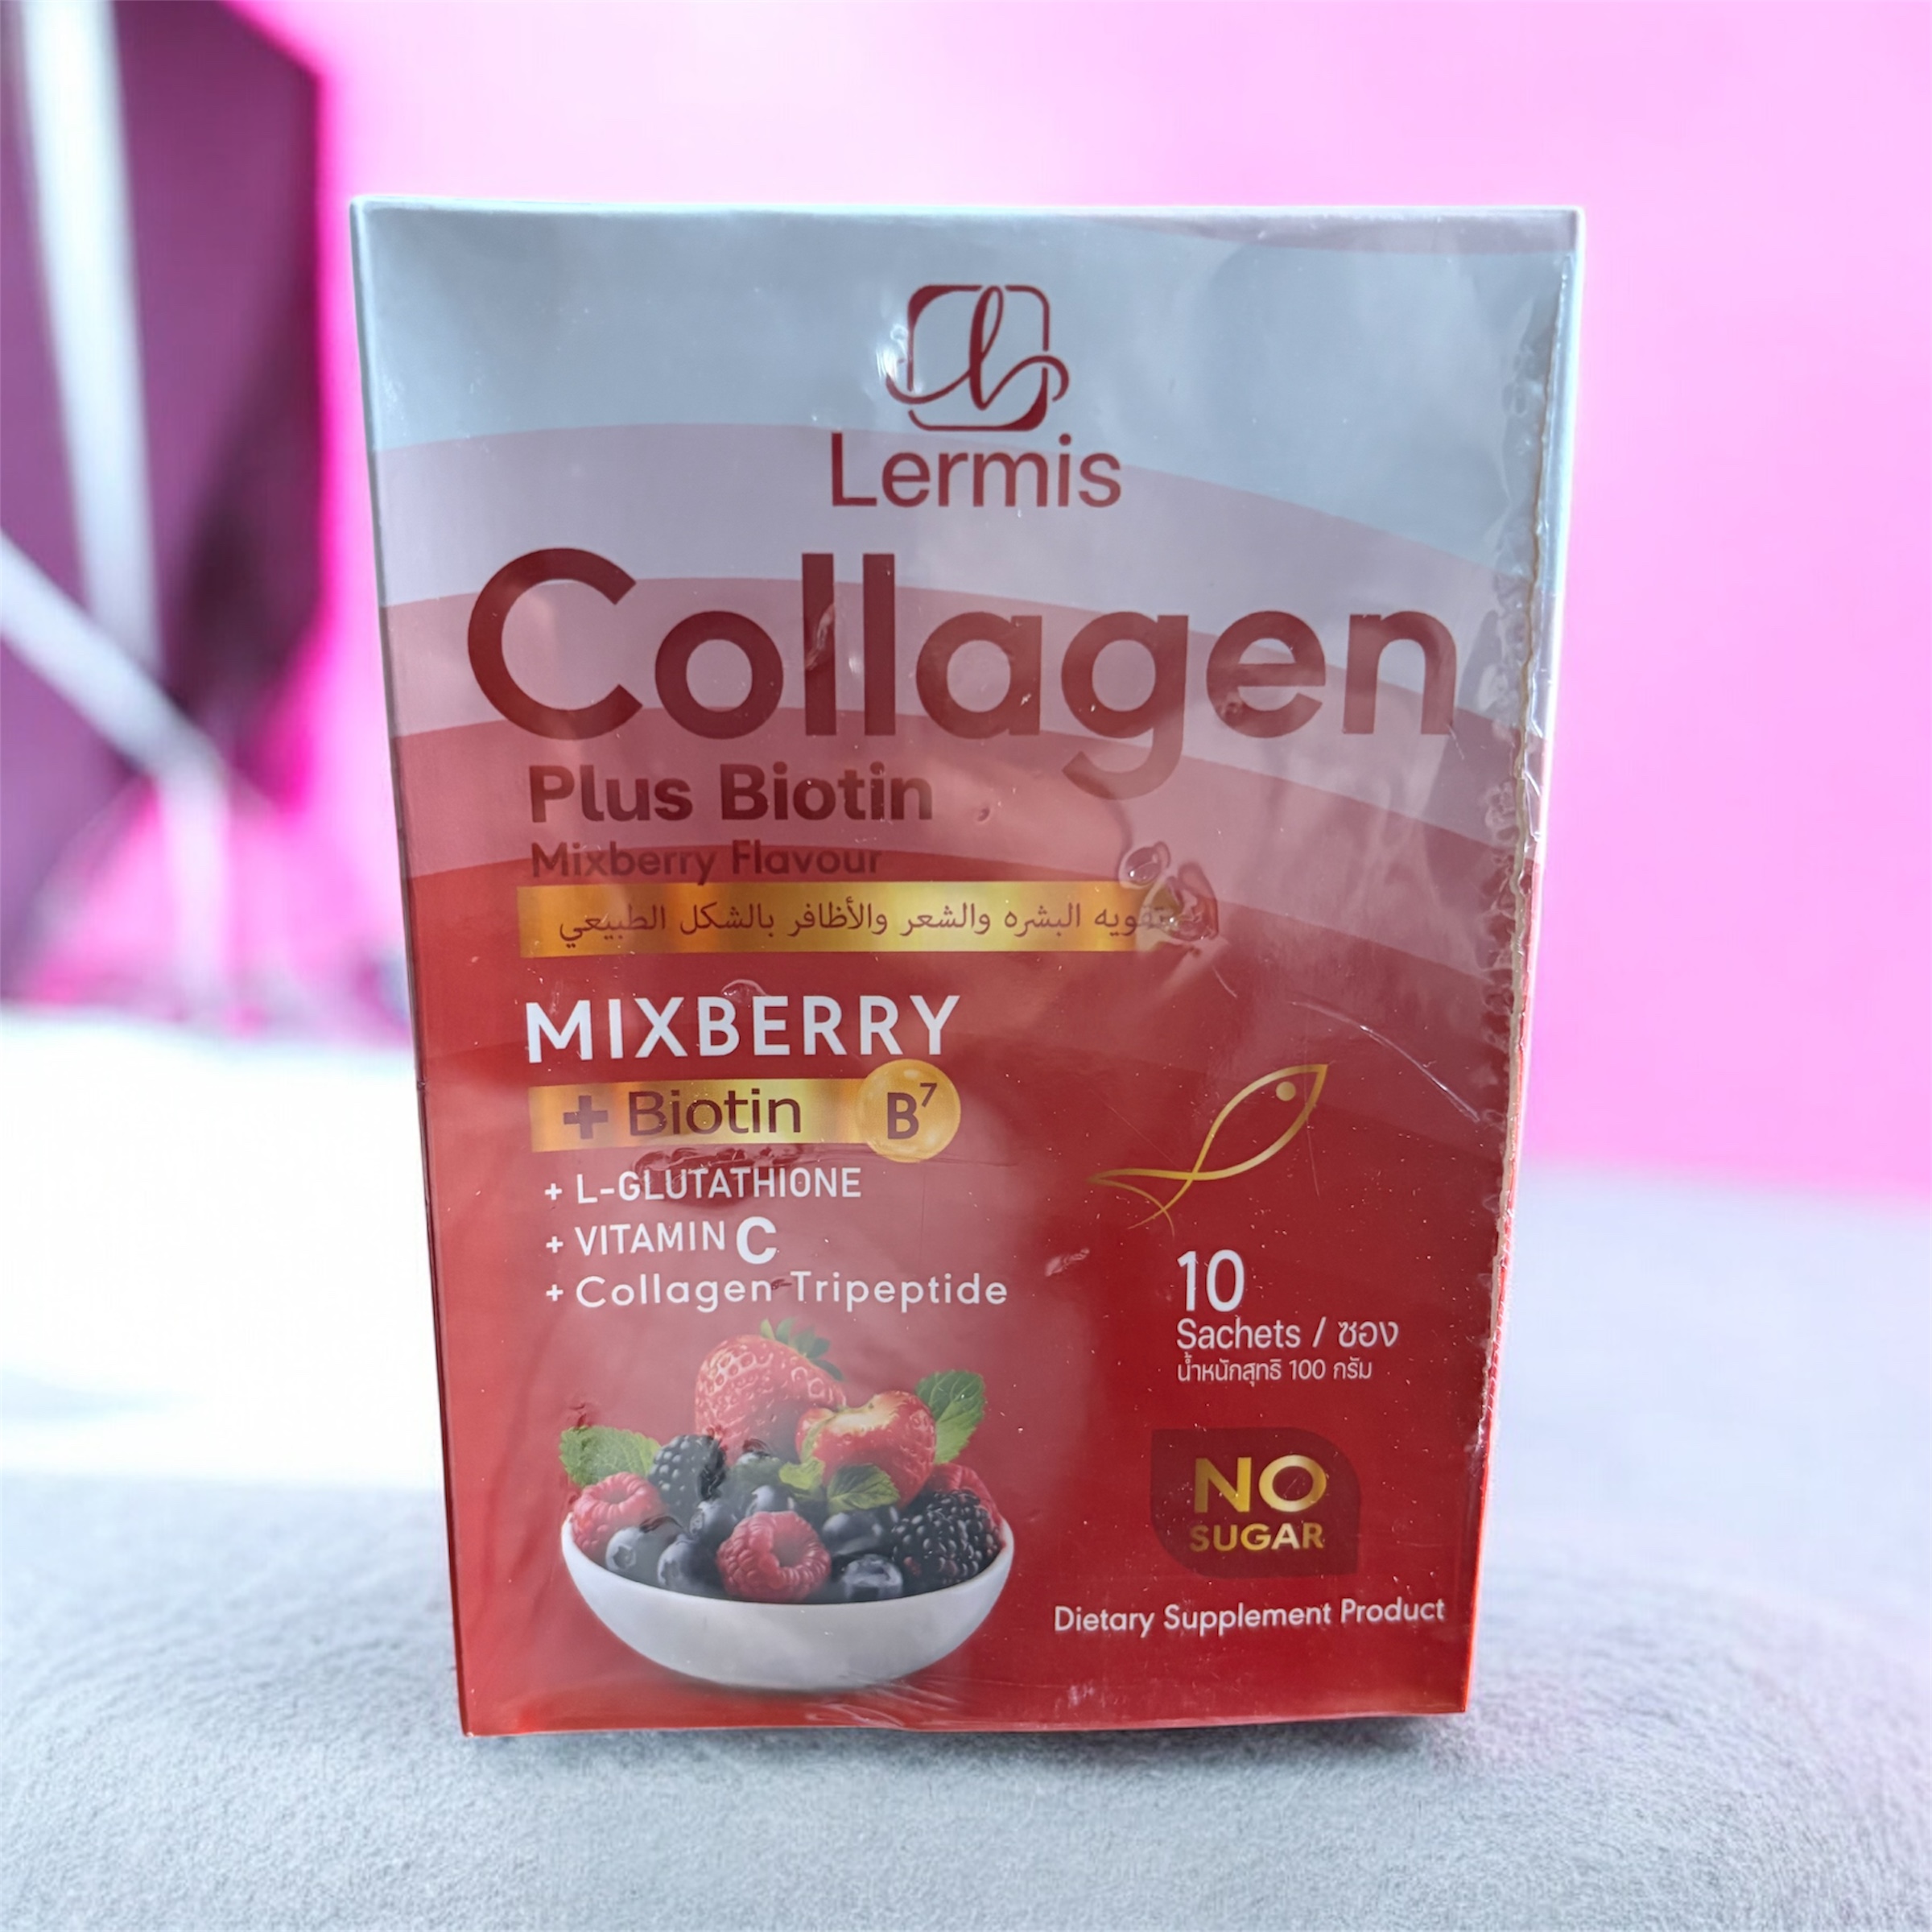 Lermis
Collagen
Plus Biotin
Mixberry Flavour
تقويه البشره والشعر والأظافر بالشكل الطبيعي
MIXBERRY
+ Biotin B7
+ L-GLUTATHIONE
+ VITAMIN C
+ Collagen Tripeptide
10
Sachets / ซอง
น้ำหนักสุทธิ 100 กรัม
NO
SUGAR
Dietary Supplement Product